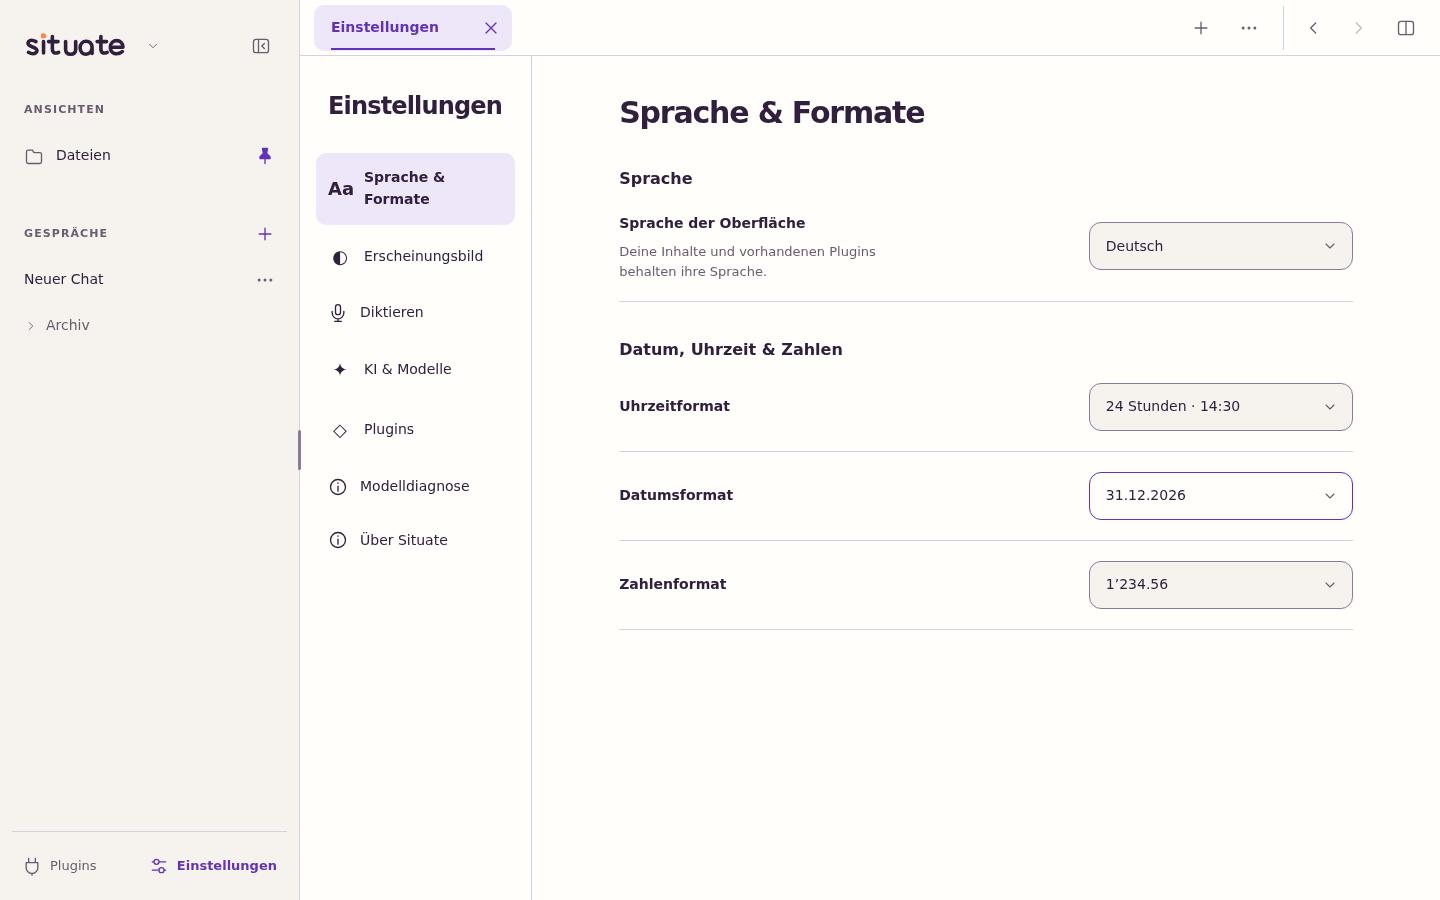 situate
ANSICHTEN
Dateien
GESPRÄCHE
Neuer Chat
Archiv
Plugins
Einstellungen
Einstellungen
Einstellungen
Aa
Sprache &
Formate
Erscheinungsbild
Diktieren
KI & Modelle
Plugins
Modelldiagnose
Über Situate
Sprache & Formate
Sprache
Sprache der Oberfläche
Deine Inhalte und vorhandenen Plugins
behalten ihre Sprache.
Deutsch
Datum, Uhrzeit & Zahlen
Uhrzeitformat
24 Stunden · 14:30
Datumsformat
31.12.2026
Zahlenformat
1’234.56